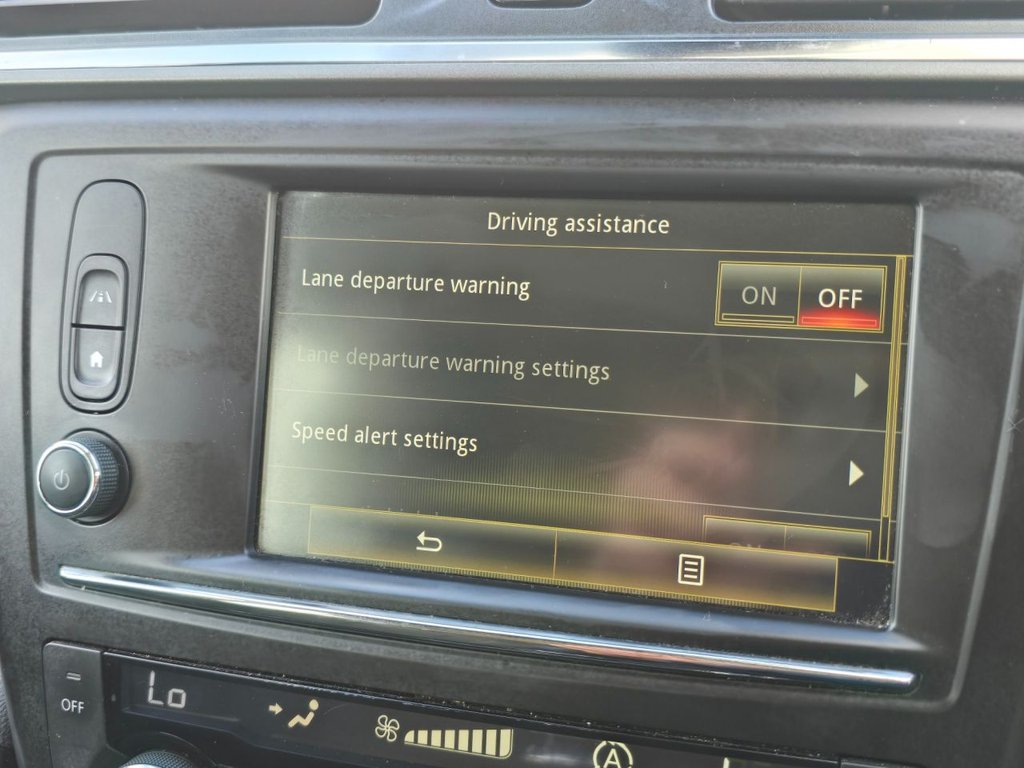 Driving assistance
Lane departure warning
ON OFF
Lane departure warning settings
Speed alert settings
OFF
Lo
A